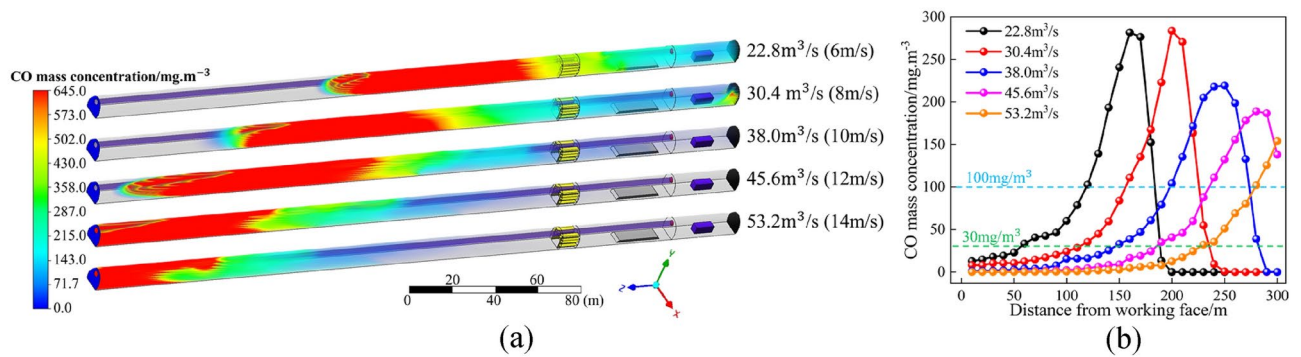 CO mass concentration/mg.m⁻³
645.0
573.0
502.0
430.0
358.0
287.0
215.0
143.0
71.7
0.0
22.8m³/s (6m/s)
30.4 m³/s (8m/s)
38.0m³/s (10m/s)
45.6m³/s (12m/s)
53.2m³/s (14m/s)
20 60
0 40 80 (m)
Y
Z
X
(a)
CO mass concentration/mg.m⁻³
300
250
200
150
100
50
0
22.8m³/s
30.4m³/s
38.0m³/s
45.6m³/s
53.2m³/s
100mg/m³
30mg/m³
0 50 100 150 200 250 300
Distance from working face/m
(b)